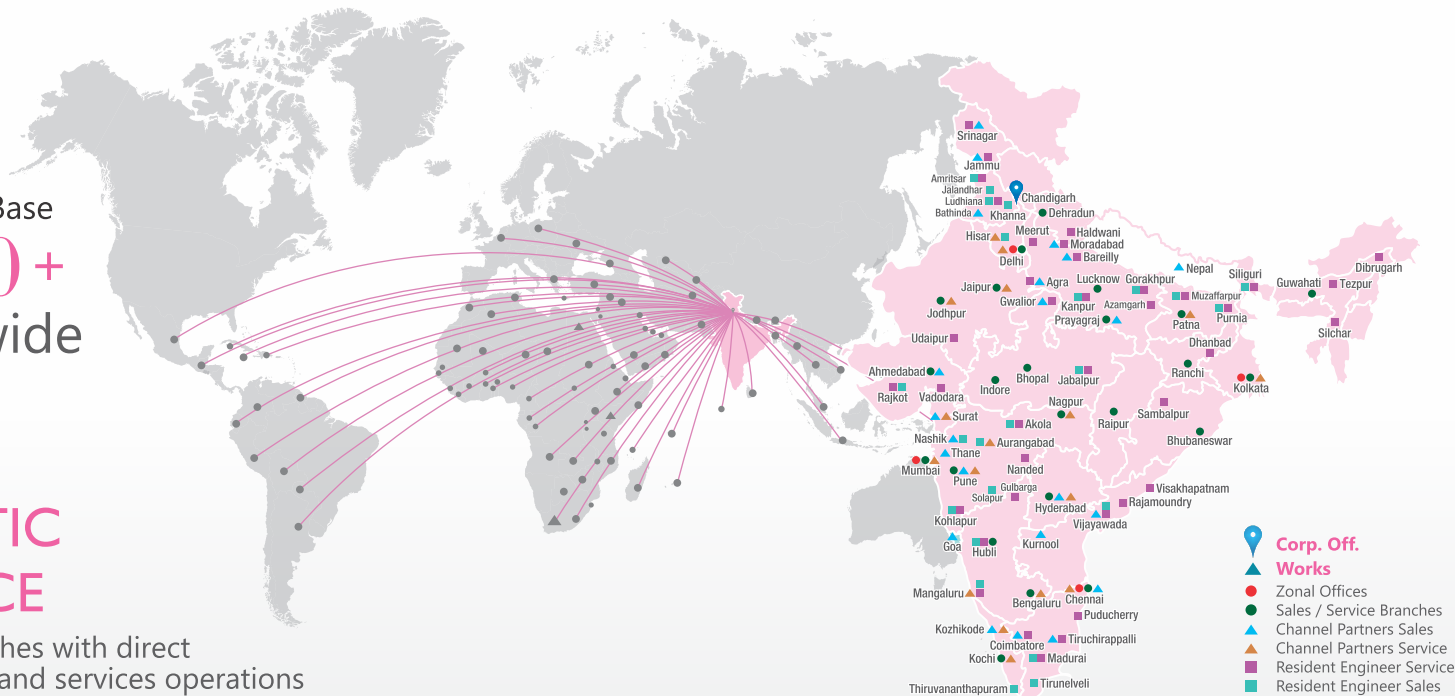 Base
0+
wide
TIC
CE
hes with direct
and services operations
Srinagar
Jammu
Amritsar
Jalandhar
Ludhiana
Chandigarh
Bathinda
Khanna
Dehradun
Hisar
Meerut
Haldwani
Moradabad
Delhi
Bareilly
Nepal
Dibrugarh
Jaipur
Agra
Lucknow
Gorakhpur
Siliguri
Guwahati
Tezpur
Jodhpur
Gwalior
Kanpur
Azamgarh
Muzaffarpur
Prayagraj
Patna
Purnia
Silchar
Udaipur
Dhanbad
Ahmedabad
Indore
Bhopal
Jabalpur
Ranchi
Kolkata
Rajkot
Vadodara
Nagpur
Sambalpur
Surat
Akola
Raipur
Nashik
Aurangabad
Bhubaneswar
Thane
Mumbai
Nanded
Pune
Gulbarga
Solapur
Visakhapatnam
Hyderabad
Rajamoundry
Kohlapur
Vijayawada
Goa
Hubli
Kurnool
Mangaluru
Bengaluru
Chennai
Puducherry
Kozhikode
Coimbatore
Tiruchirappalli
Kochi
Madurai
Thiruvananthapuram
Tirunelveli
Corp. Off.
Works
Zonal Offices
Sales / Service Branches
Channel Partners Sales
Channel Partners Service
Resident Engineer Service
Resident Engineer Sales